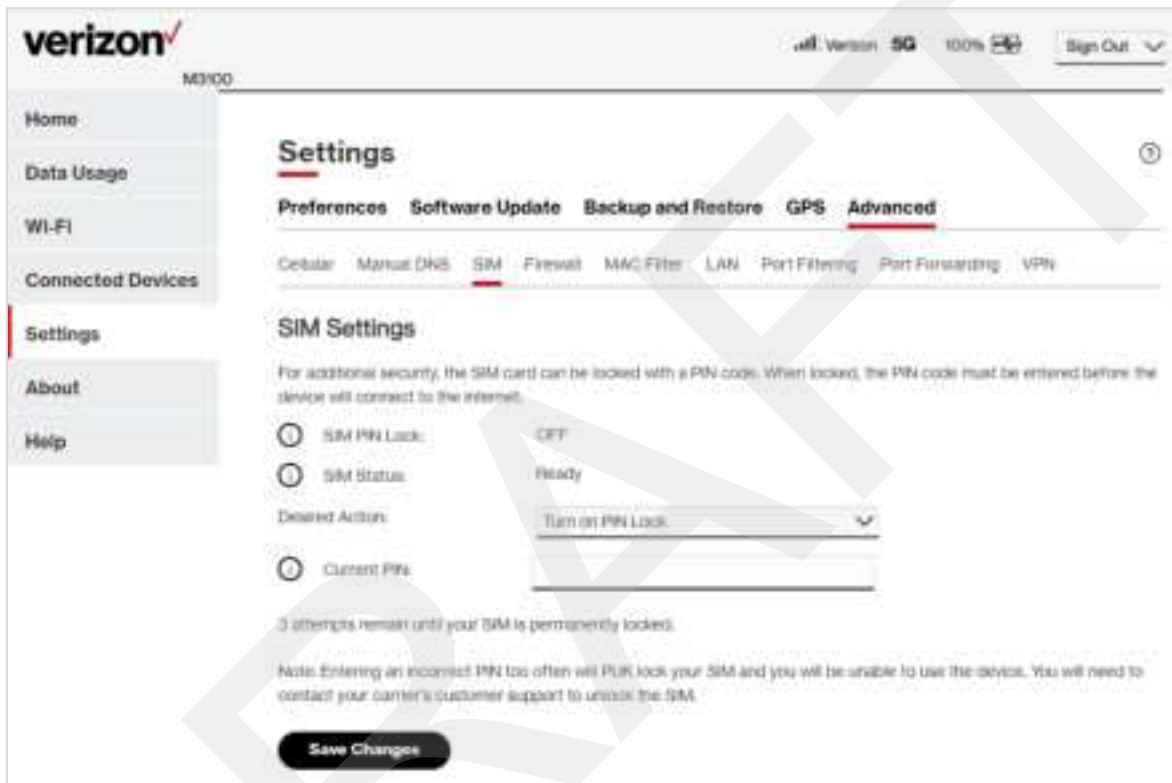 verizon
Verizon 5G 100% Sign Out
M3100
Home
Data Usage
Wi-Fi
Connected Devices
Settings
About
Help
Settings
Preferences Software Update Backup and Restore GPS Advanced
Cellular Manual DNS SIM Firewall MAC Filter LAN Port Filtering Port Forwarding VPN
SIM Settings
For additional security, the SIM card can be locked with a PIN code. When locked, the PIN code must be entered before the
device will connect to the internet.
SIM PIN Lock: OFF
SIM Status: Ready
Desired Action: Turn on PIN Lock
Current PIN:
3 attempts remain until your SIM is permanently locked.
Note: Entering an incorrect PIN too often will PUK lock your SIM and you will be unable to use the device. You will need to
contact your carrier's customer support to unlock the SIM.
Save Changes
RAFT